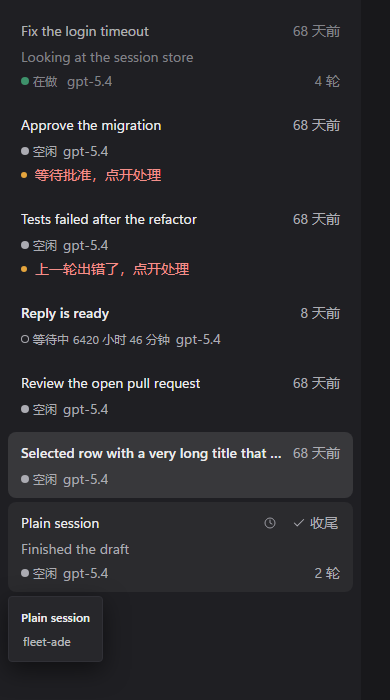 Fix the login timeout 68 天前
Looking at the session store
在做 gpt-5.4 4 轮
Approve the migration 68 天前
空闲 gpt-5.4
等待批准，点开处理
Tests failed after the refactor 68 天前
空闲 gpt-5.4
上一轮出错了，点开处理
Reply is ready 8 天前
等待中 6420 小时 46 分钟 gpt-5.4
Review the open pull request 68 天前
空闲 gpt-5.4
Selected row with a very long title that ... 68 天前
空闲 gpt-5.4
Plain session 收尾
Finished the draft
空闲 gpt-5.4 2 轮
Plain session
fleet-ade